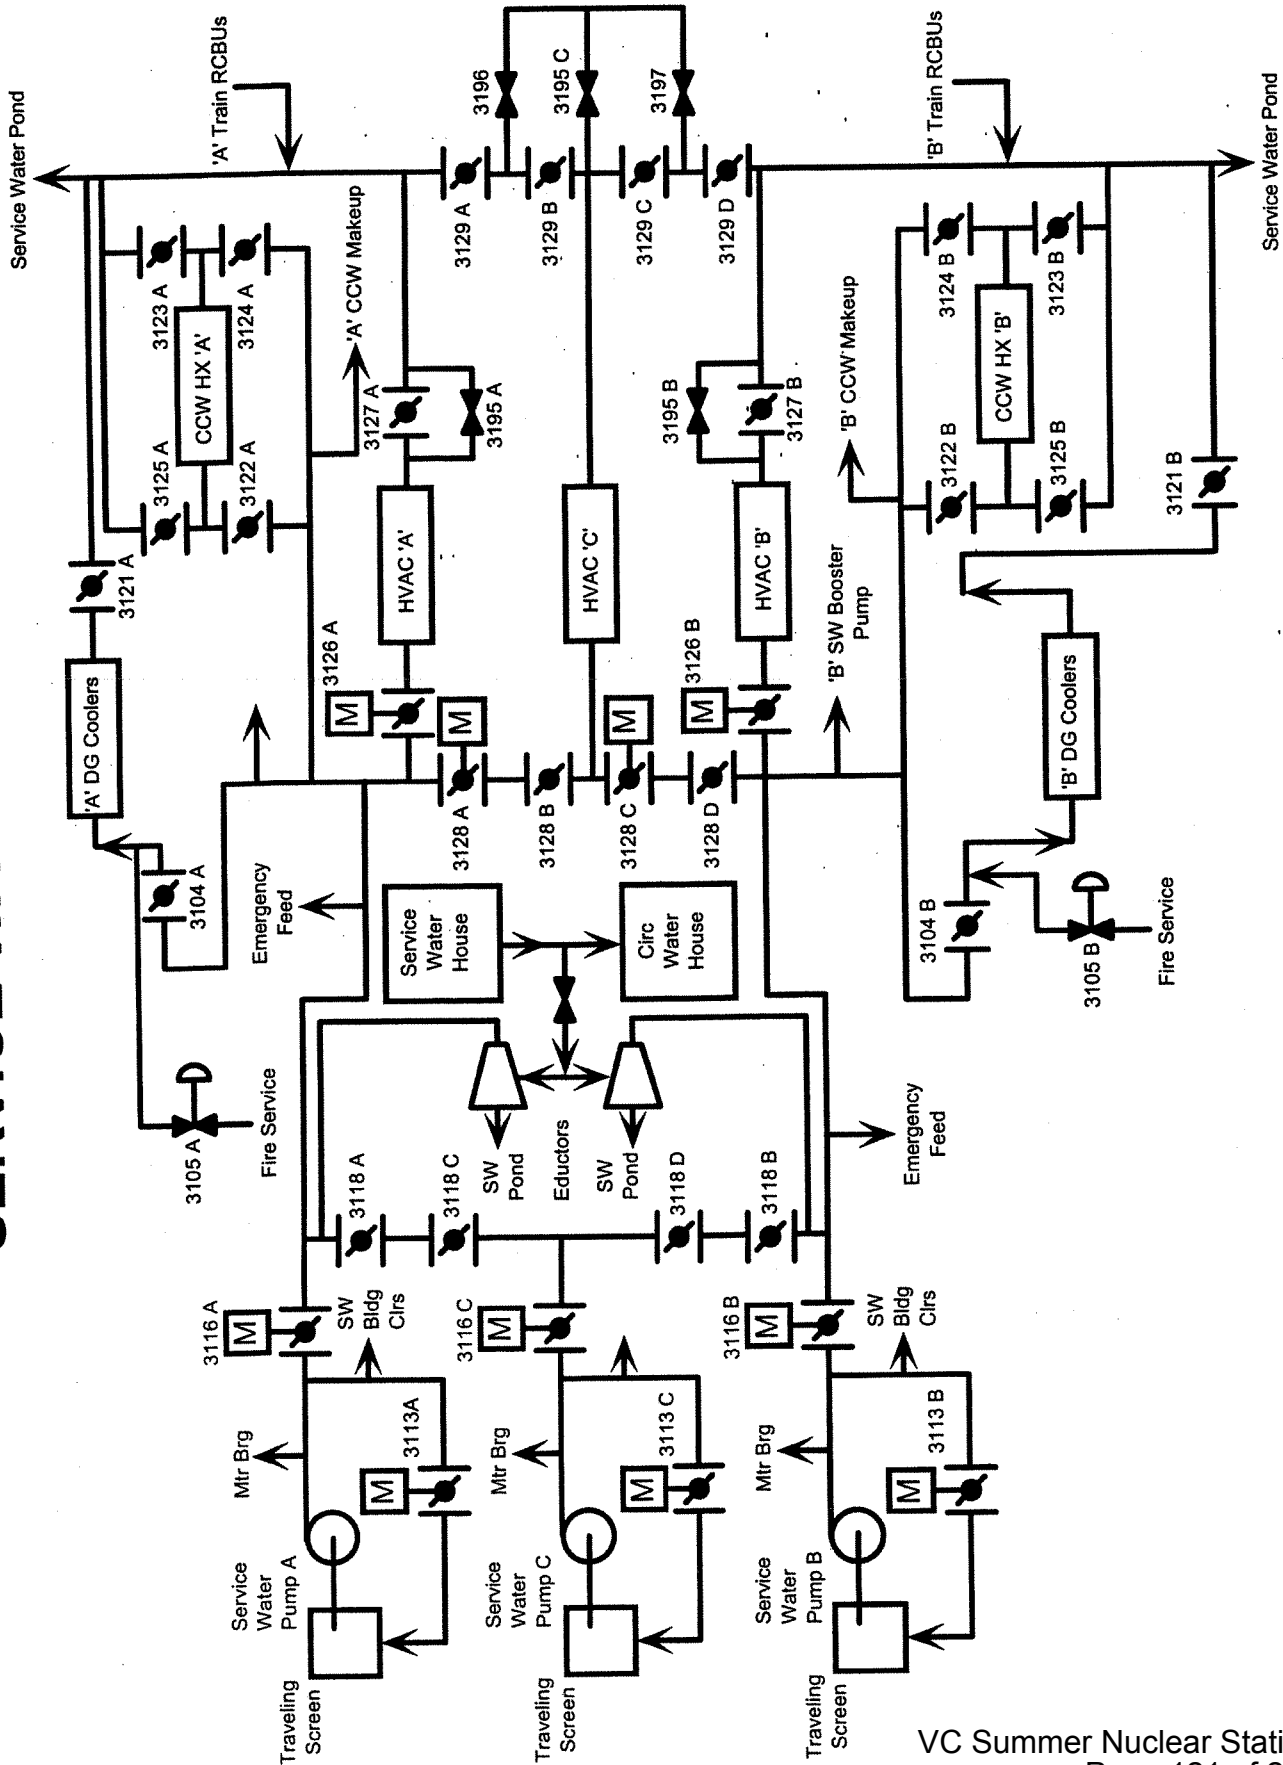 Service Water Pond
3105 A
Fire Service
3104 A
'A' DG Coolers
3121 A
3125 A
CCW HX 'A'
3122 A
3123 A
3124 A
'A' Train RCBUs
Emergency
Feed
'A' CCW Makeup
Traveling
Screen
Service
Water
Pump A
Mtr Brg
M
3113A
3116 A
M
SW
Bldg
Clrs
3118 A
3118 C
Service
Water
House
3126 A
M
HVAC 'A'
3127 A
3195 A
M
3128 A
3129 A
3196
Traveling
Screen
Service
Water
Pump C
Mtr Brg
M
3113 C
3116 C
M
SW
Pond
Eductors
SW
Pond
3128 B
3129 B
3195 C
HVAC 'C'
Circ
Water
House
M
3128 C
3129 C
3197
3118 D
3118 B
3128 D
3129 D
M
3126 B
HVAC 'B'
3195 B
3127 B
Traveling
Screen
Service
Water
Pump B
Mtr Brg
M
3113 B
3116 B
M
SW
Bldg
Clrs
Emergency
Feed
'B' SW Booster
Pump
'B' CCW Makeup
'B' Train RCBUs
3122 B
CCW HX 'B'
3125 B
3124 B
3123 B
3104 B
'B' DG Coolers
3121 B
3105 B
Fire Service
Service Water Pond
VC Summer Nuclear Stati